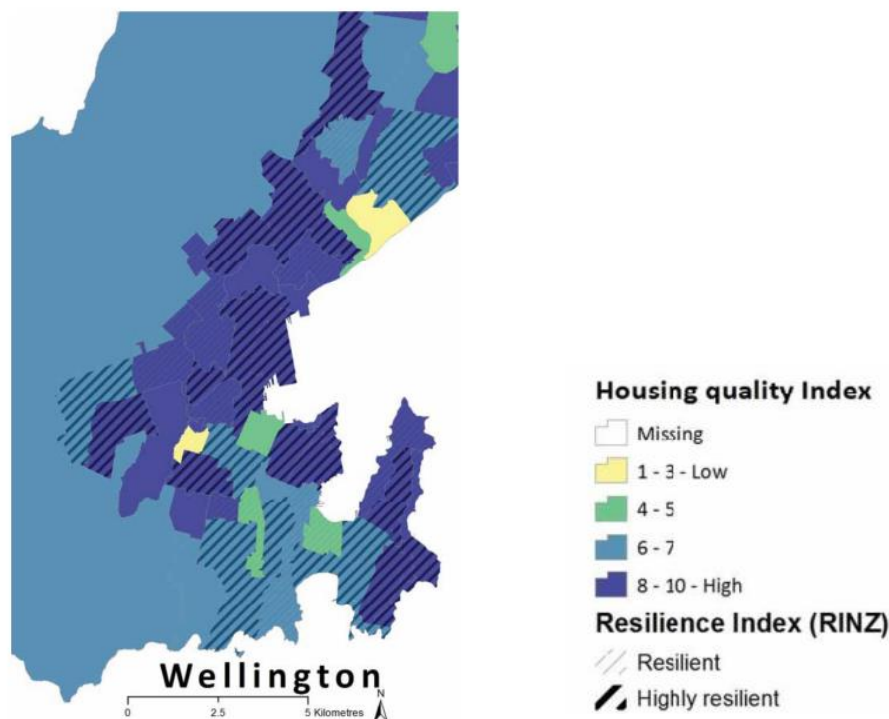 Housing quality Index
Missing
1 - 3 - Low
4 - 5
6 - 7
8 - 10 - High
Resilience Index (RINZ)
Resilient
Highly resilient
Wellington
N
0 2.5 5 Kilometres